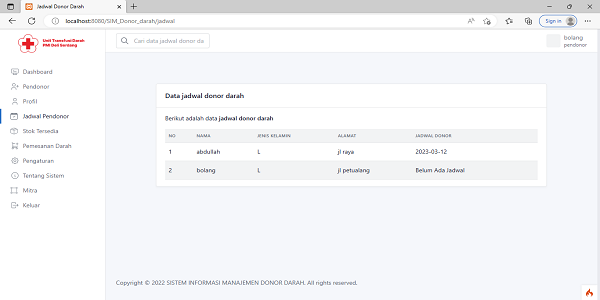 Jadwal Donor Darah
localhost:8080/SIM_Donor_darah/jadwal
Sign in
Unit Transfusi Darah
PMI Deli Serdang
Cari data jadwal donor da
bolang
pendonor
Dashboard
Pendonor
Profil
Jadwal Pendonor
Stok Tersedia
Pemesanan Darah
Pengaturan
Tentang Sistem
Mitra
Keluar
Data jadwal donor darah
Berikut adalah data jadwal donor darah
NO NAMA JENIS KELAMIN ALAMAT JADWAL DONOR
1 abdullah L jl raya 2023-03-12
2 bolang L jl petualang Belum Ada Jadwal
Copyright © 2022 SISTEM INFORMASI MANAJEMEN DONOR DARAH. All rights reserved.